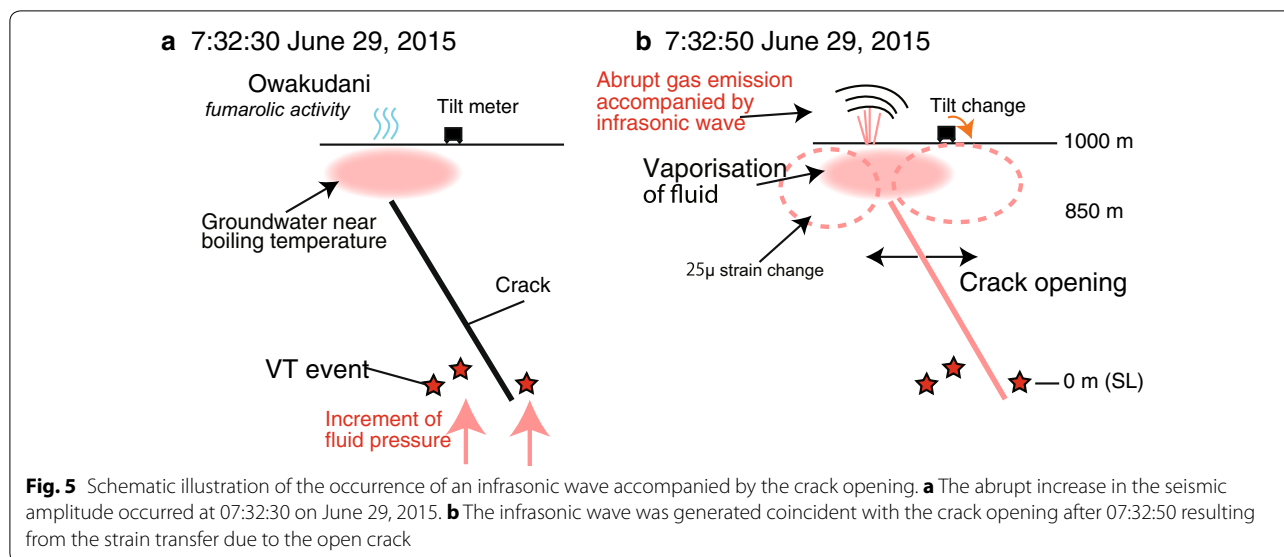 a 7:32:30 June 29, 2015
Owakudani
fumarolic activity
Tilt meter
Groundwater near
boiling temperature
Crack
VT event
Increment of
fluid pressure
b 7:32:50 June 29, 2015
Abrupt gas emission
accompanied by
infrasonic wave
Tilt change
1000 m
Vaporisation
of fluid
850 m
25μ strain change
Crack opening
0 m (SL)
Fig. 5 Schematic illustration of the occurrence of an infrasonic wave accompanied by the crack opening. a The abrupt increase in the seismic
amplitude occurred at 07:32:30 on June 29, 2015. b The infrasonic wave was generated coincident with the crack opening after 07:32:50 resulting
from the strain transfer due to the open crack